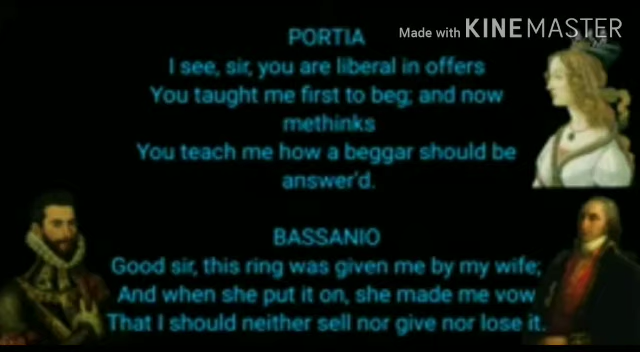 Made with KINEMASTER
PORTIA
I see, sir, you are liberal in offers
You taught me first to beg; and now
methinks
You teach me how a beggar should be
answer'd.
BASSANIO
Good sir, this ring was given me by my wife;
And when she put it on, she made me vow
That I should neither sell nor give nor lose it.